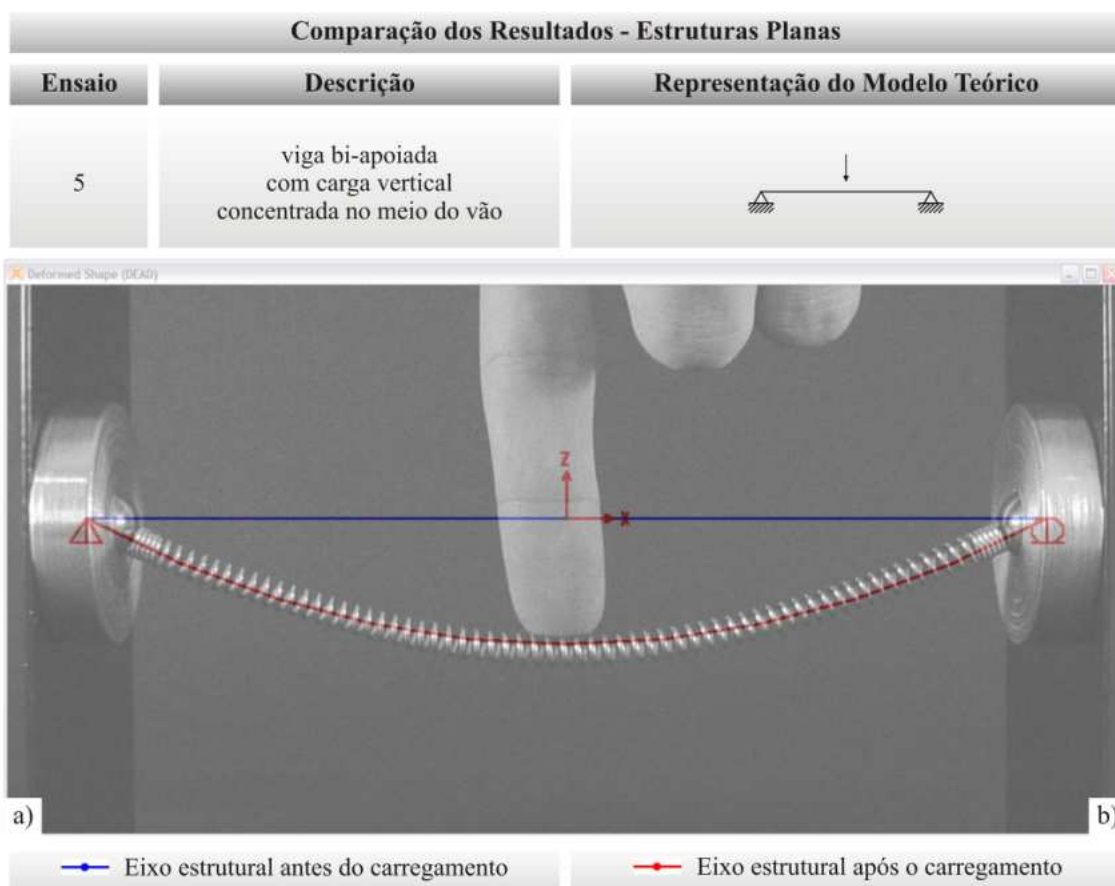 Comparação dos Resultados - Estruturas Planas
Ensaio
Descrição
Representação do Modelo Teórico
5
viga bi-apoiada
com carga vertical
concentrada no meio do vão
Deformed Shape (DEAD)
Z
X
a)
b)
Eixo estrutural antes do carregamento
Eixo estrutural após o carregamento